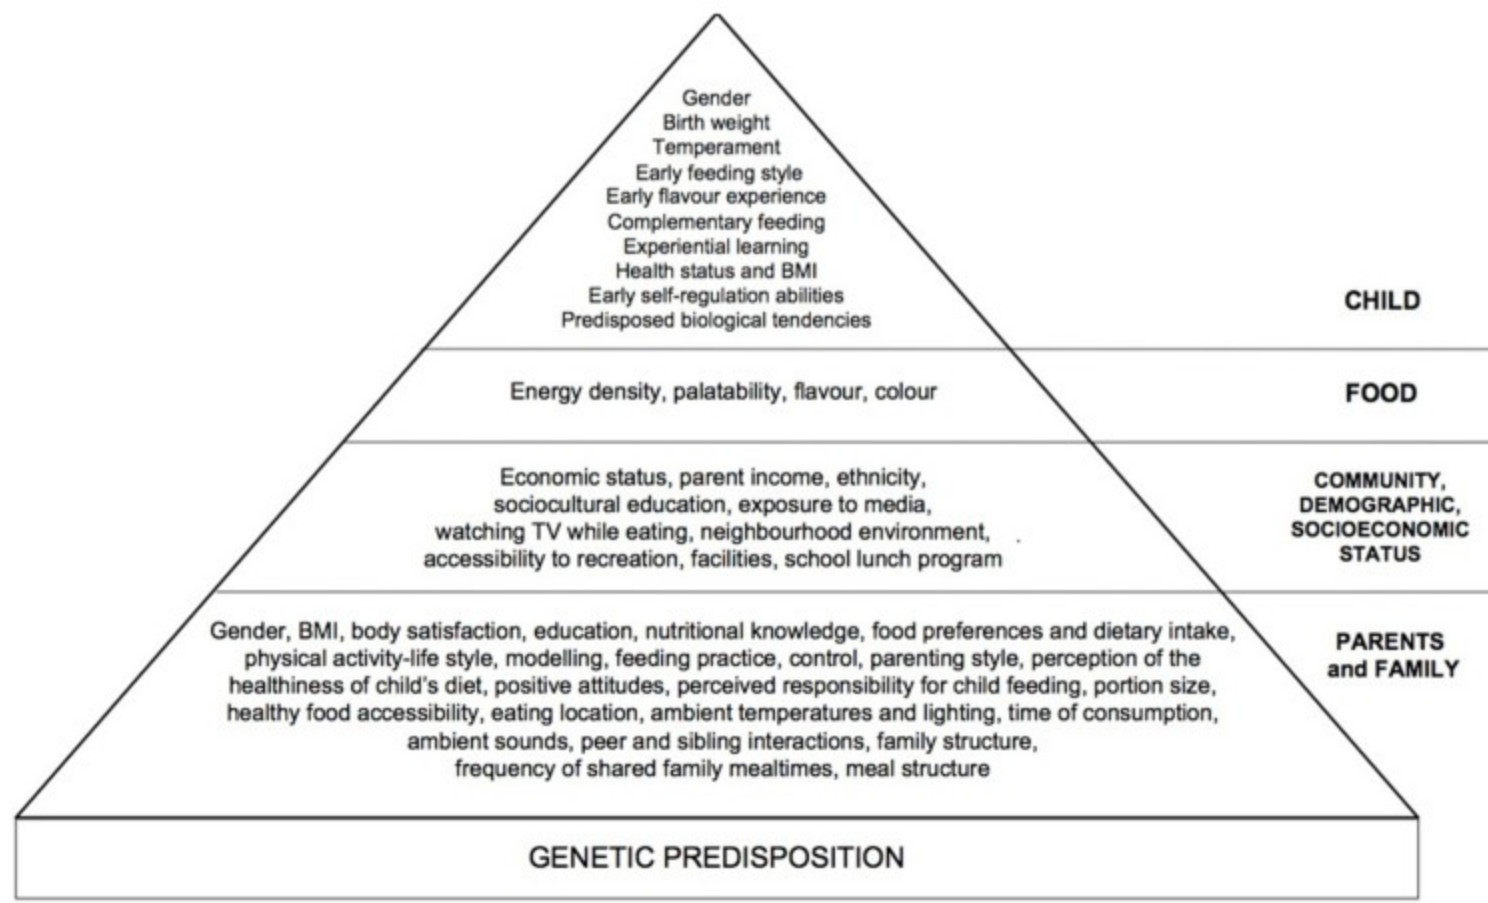 Gender
Birth weight
Temperament
Early feeding style
Early flavour experience
Complementary feeding
Experiential learning
Health status and BMI
Early self-regulation abilities
Predisposed biological tendencies
CHILD
Energy density, palatability, flavour, colour
FOOD
Economic status, parent income, ethnicity,
sociocultural education, exposure to media,
watching TV while eating, neighbourhood environment,
accessibility to recreation, facilities, school lunch program
COMMUNITY,
DEMOGRAPHIC,
SOCIOECONOMIC
STATUS
Gender, BMI, body satisfaction, education, nutritional knowledge, food preferences and dietary intake,
physical activity-life style, modelling, feeding practice, control, parenting style, perception of the
healthiness of child's diet, positive attitudes, perceived responsibility for child feeding, portion size,
healthy food accessibility, eating location, ambient temperatures and lighting, time of consumption,
ambient sounds, peer and sibling interactions, family structure,
frequency of shared family mealtimes, meal structure
PARENTS
and FAMILY
GENETIC PREDISPOSITION